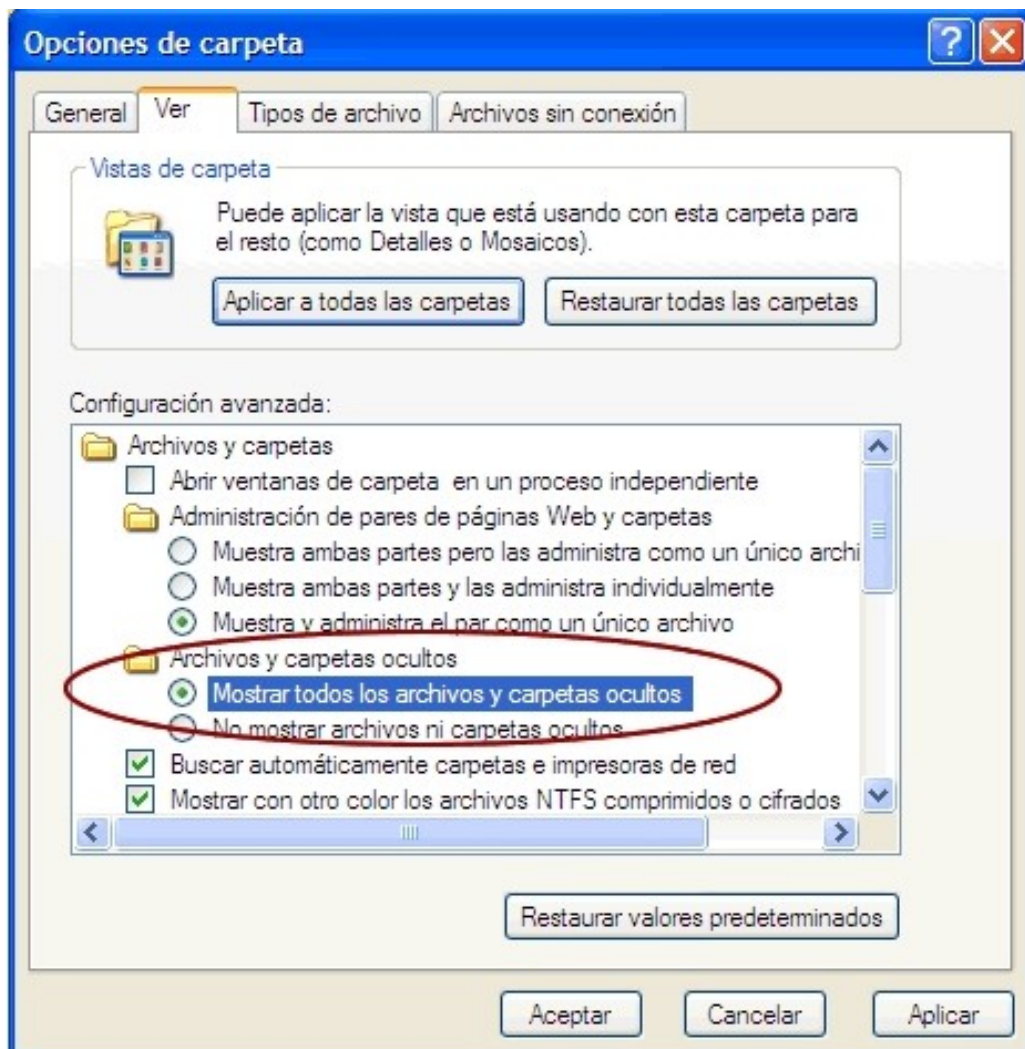 Opciones de carpeta
General
Ver
Tipos de archivo
Archivos sin conexión
Vistas de carpeta
Puede aplicar la vista que está usando con esta carpeta para
el resto (como Detalles o Mosaicos).
Aplicar a todas las carpetas
Restaurar todas las carpetas
Configuración avanzada:
Archivos y carpetas
Abrir ventanas de carpeta en un proceso independiente
Administración de pares de páginas Web y carpetas
Muestra ambas partes pero las administra como un único archi
Muestra ambas partes y las administra individualmente
Muestra y administra el par como un único archivo
Archivos y carpetas ocultos
Mostrar todos los archivos y carpetas ocultos
No mostrar archivos ni carpetas ocultos
Buscar automáticamente carpetas e impresoras de red
Mostrar con otro color los archivos NTFS comprimidos o cifrados
Restaurar valores predeterminados
Aceptar
Cancelar
Aplicar